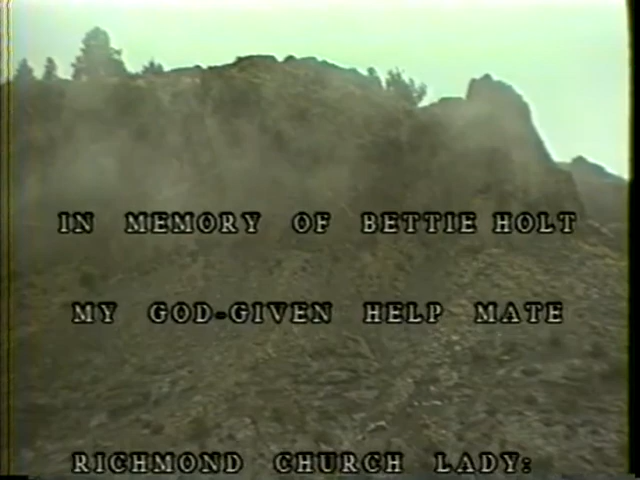 IN MEMORY OF BETTIE HOLT
MY GOD-GIVEN HELP MATE
RICHMOND CHURCH LADY: